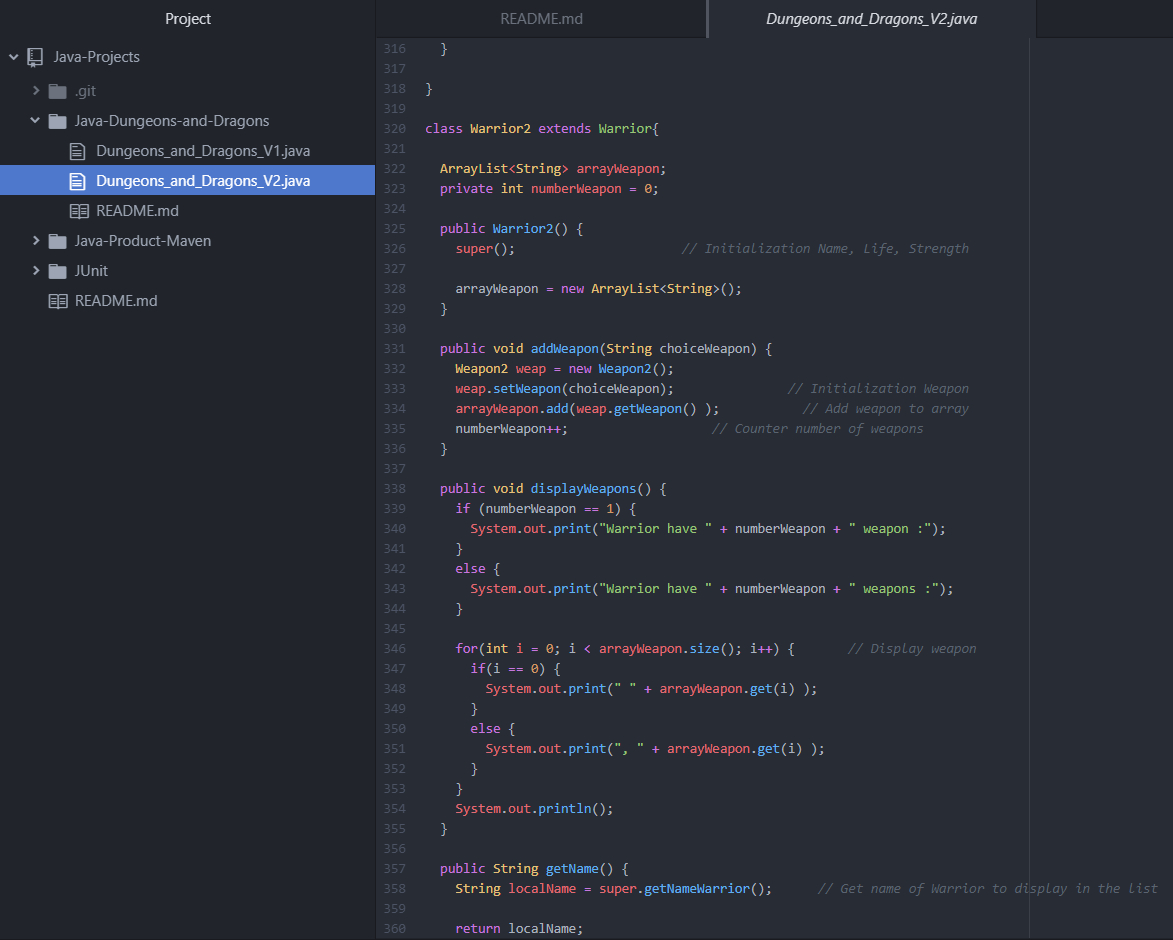 Project
README.md
Dungeons_and_Dragons_V2.java
Java-Projects
.git
Java-Dungeons-and-Dragons
Dungeons_and_Dragons_V1.java
Dungeons_and_Dragons_V2.java
README.md
Java-Product-Maven
JUnit
README.md
316 }
317
318 }
319
320 class Warrior2 extends Warrior{
321
322 ArrayList<String> arrayWeapon;
323 private int numberWeapon = 0;
324
325 public Warrior2() {
326 super(); // Initialization Name, Life, Strength
327
328 arrayWeapon = new ArrayList<String>();
329 }
330
331 public void addWeapon(String choiceWeapon) {
332 Weapon2 weap = new Weapon2();
333 weap.setWeapon(choiceWeapon); // Initialization Weapon
334 arrayWeapon.add(weap.getWeapon() ); // Add weapon to array
335 numberWeapon++; // Counter number of weapons
336 }
337
338 public void displayWeapons() {
339 if (numberWeapon == 1) {
340 System.out.print("Warrior have " + numberWeapon + " weapon :");
341 }
342 else {
343 System.out.print("Warrior have " + numberWeapon + " weapons :");
344 }
345
346 for(int i = 0; i < arrayWeapon.size(); i++) { // Display weapon
347 if(i == 0) {
348 System.out.print(" " + arrayWeapon.get(i) );
349 }
350 else {
351 System.out.print(", " + arrayWeapon.get(i) );
352 }
353 }
354 System.out.println();
355 }
356
357 public String getName() {
358 String localName = super.getNameWarrior(); // Get name of Warrior to display in the list
359
360 return localName;